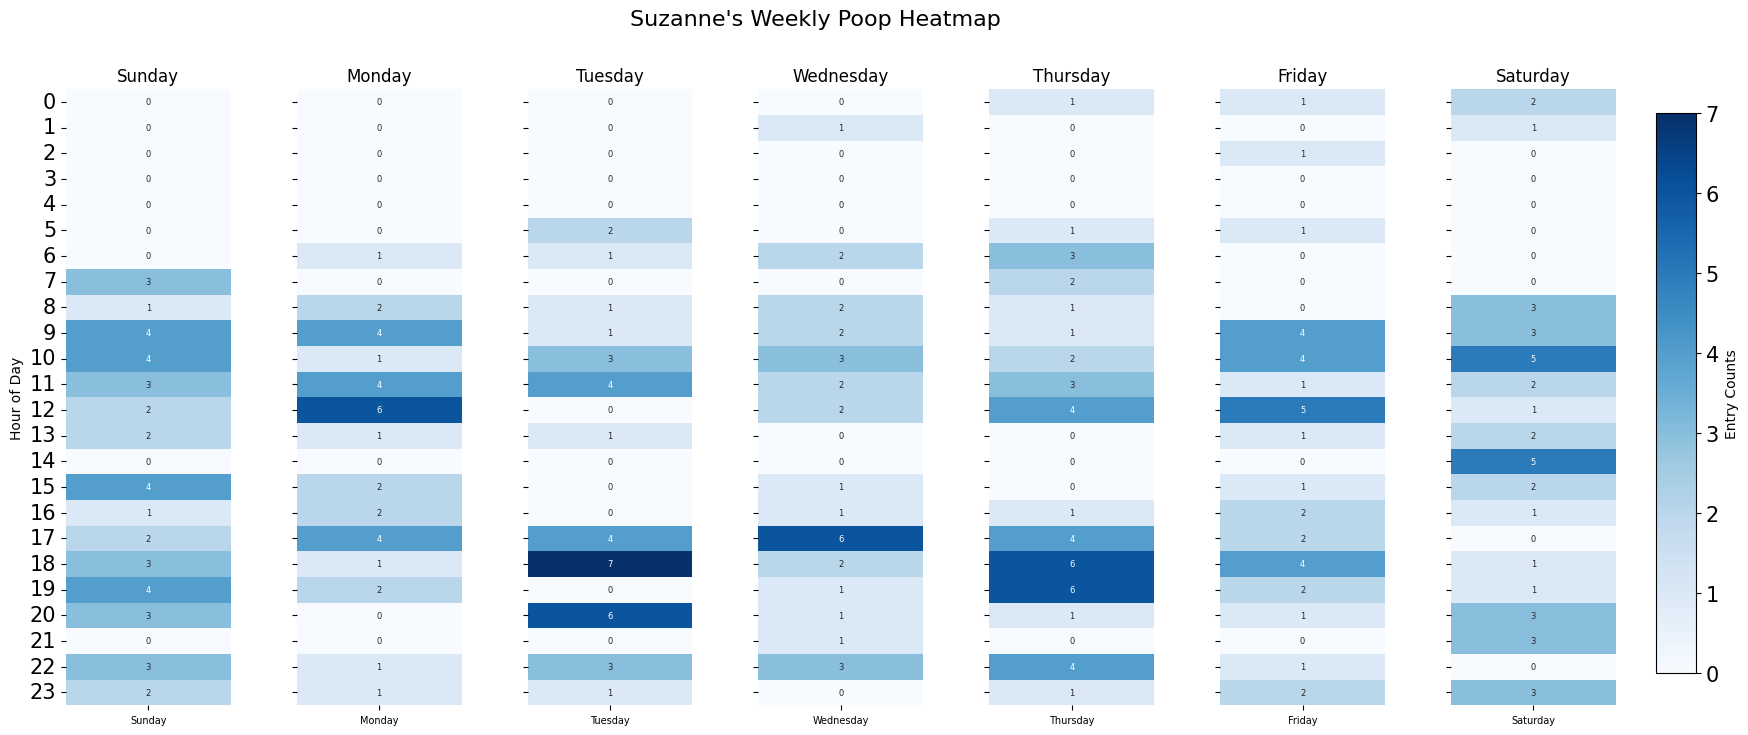 Suzanne's Weekly Poop Heatmap
Sunday Monday Tuesday Wednesday Thursday Friday Saturday
0 0 0 0 0 1 1 2
1 0 0 0 1 0 0 1
2 0 0 0 0 0 1 0
3 0 0 0 0 0 0 0
4 0 0 0 0 0 0 0
5 0 0 2 0 1 1 0
6 0 1 1 2 3 0 0
7 3 0 0 0 2 0 0
8 1 2 1 2 1 0 3
9 4 4 1 2 1 4 3
10 4 1 3 3 2 4 5
11 3 4 4 2 3 1 2
12 2 6 0 2 4 5 1
13 2 1 1 0 0 1 2
14 0 0 0 0 0 0 5
15 4 2 0 1 0 1 2
16 1 2 0 1 1 2 1
17 2 4 4 6 4 2 0
18 3 1 7 2 6 4 1
19 4 2 0 1 6 2 1
20 3 0 6 1 1 1 3
21 0 0 0 1 0 0 3
22 3 1 3 3 4 1 0
23 2 1 1 0 1 2 3
Sunday Monday Tuesday Wednesday Thursday Friday Saturday
Hour of Day
7
6
5
4
3
2
1
0
Entry Counts